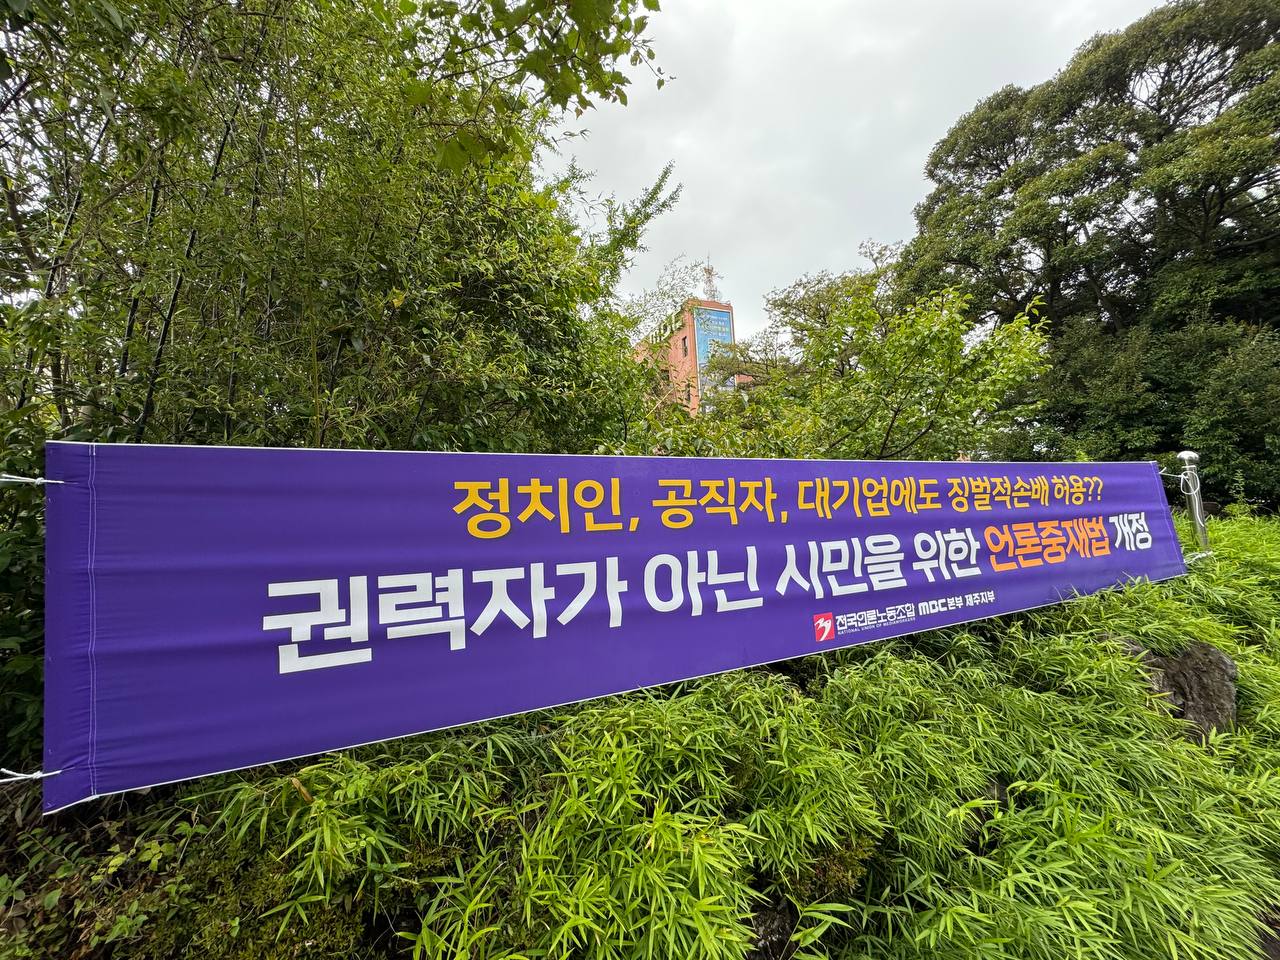 정치인, 공직자, 대기업에도 징벌적손배 허용??
권력자가 아닌 시민을 위한 언론중재법 개정
전국언론노동조합 MBC본부 제주지부
NATIONAL UNION OF MEDIAWORKERS